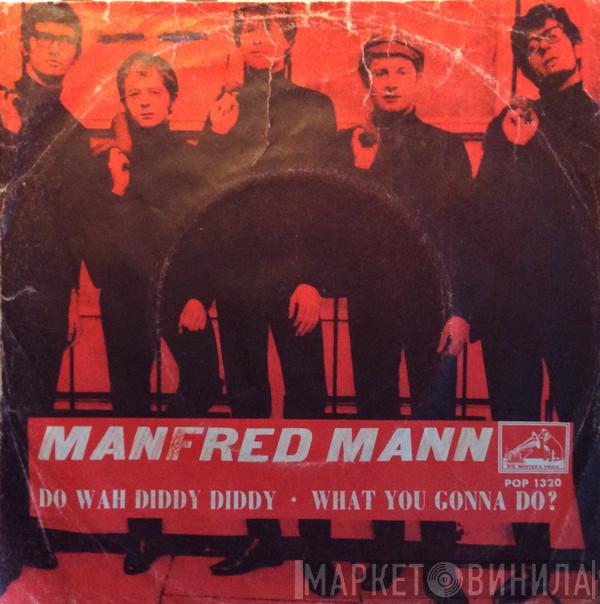 MANFRED MANN
HIS MASTER'S VOICE
POP 1320
DO WAH DIDDY DIDDY · WHAT YOU GONNA DO?
МАРКЕТ ВИНИЛА